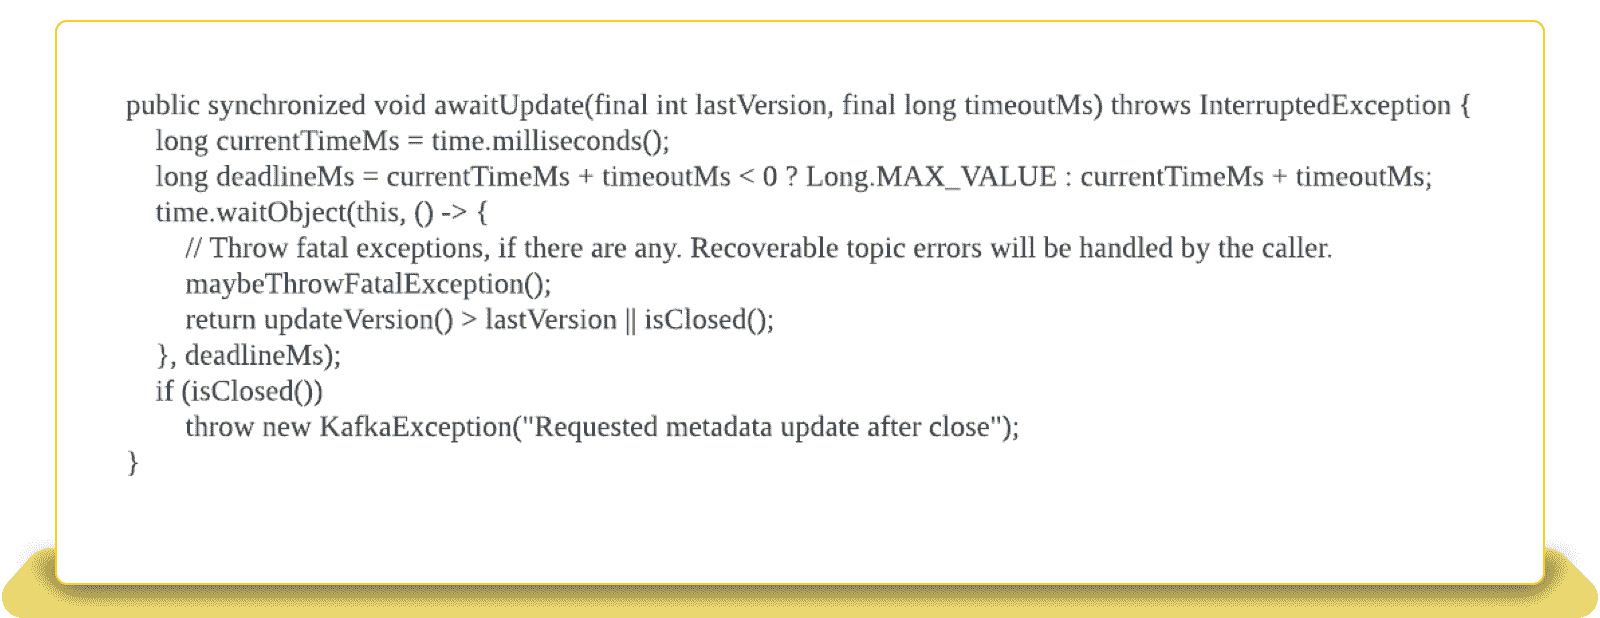 public synchronized void awaitUpdate(final int lastVersion, final long timeoutMs) throws InterruptedException {
long currentTimeMs = time.milliseconds();
long deadlineMs = currentTimeMs + timeoutMs < 0 ? Long.MAX_VALUE : currentTimeMs + timeoutMs;
time.waitObject(this, () -> {
// Throw fatal exceptions, if there are any. Recoverable topic errors will be handled by the caller.
maybeThrowFatalException();
return updateVersion() > lastVersion || isClosed();
}, deadlineMs);
if (isClosed())
throw new KafkaException("Requested metadata update after close");
}